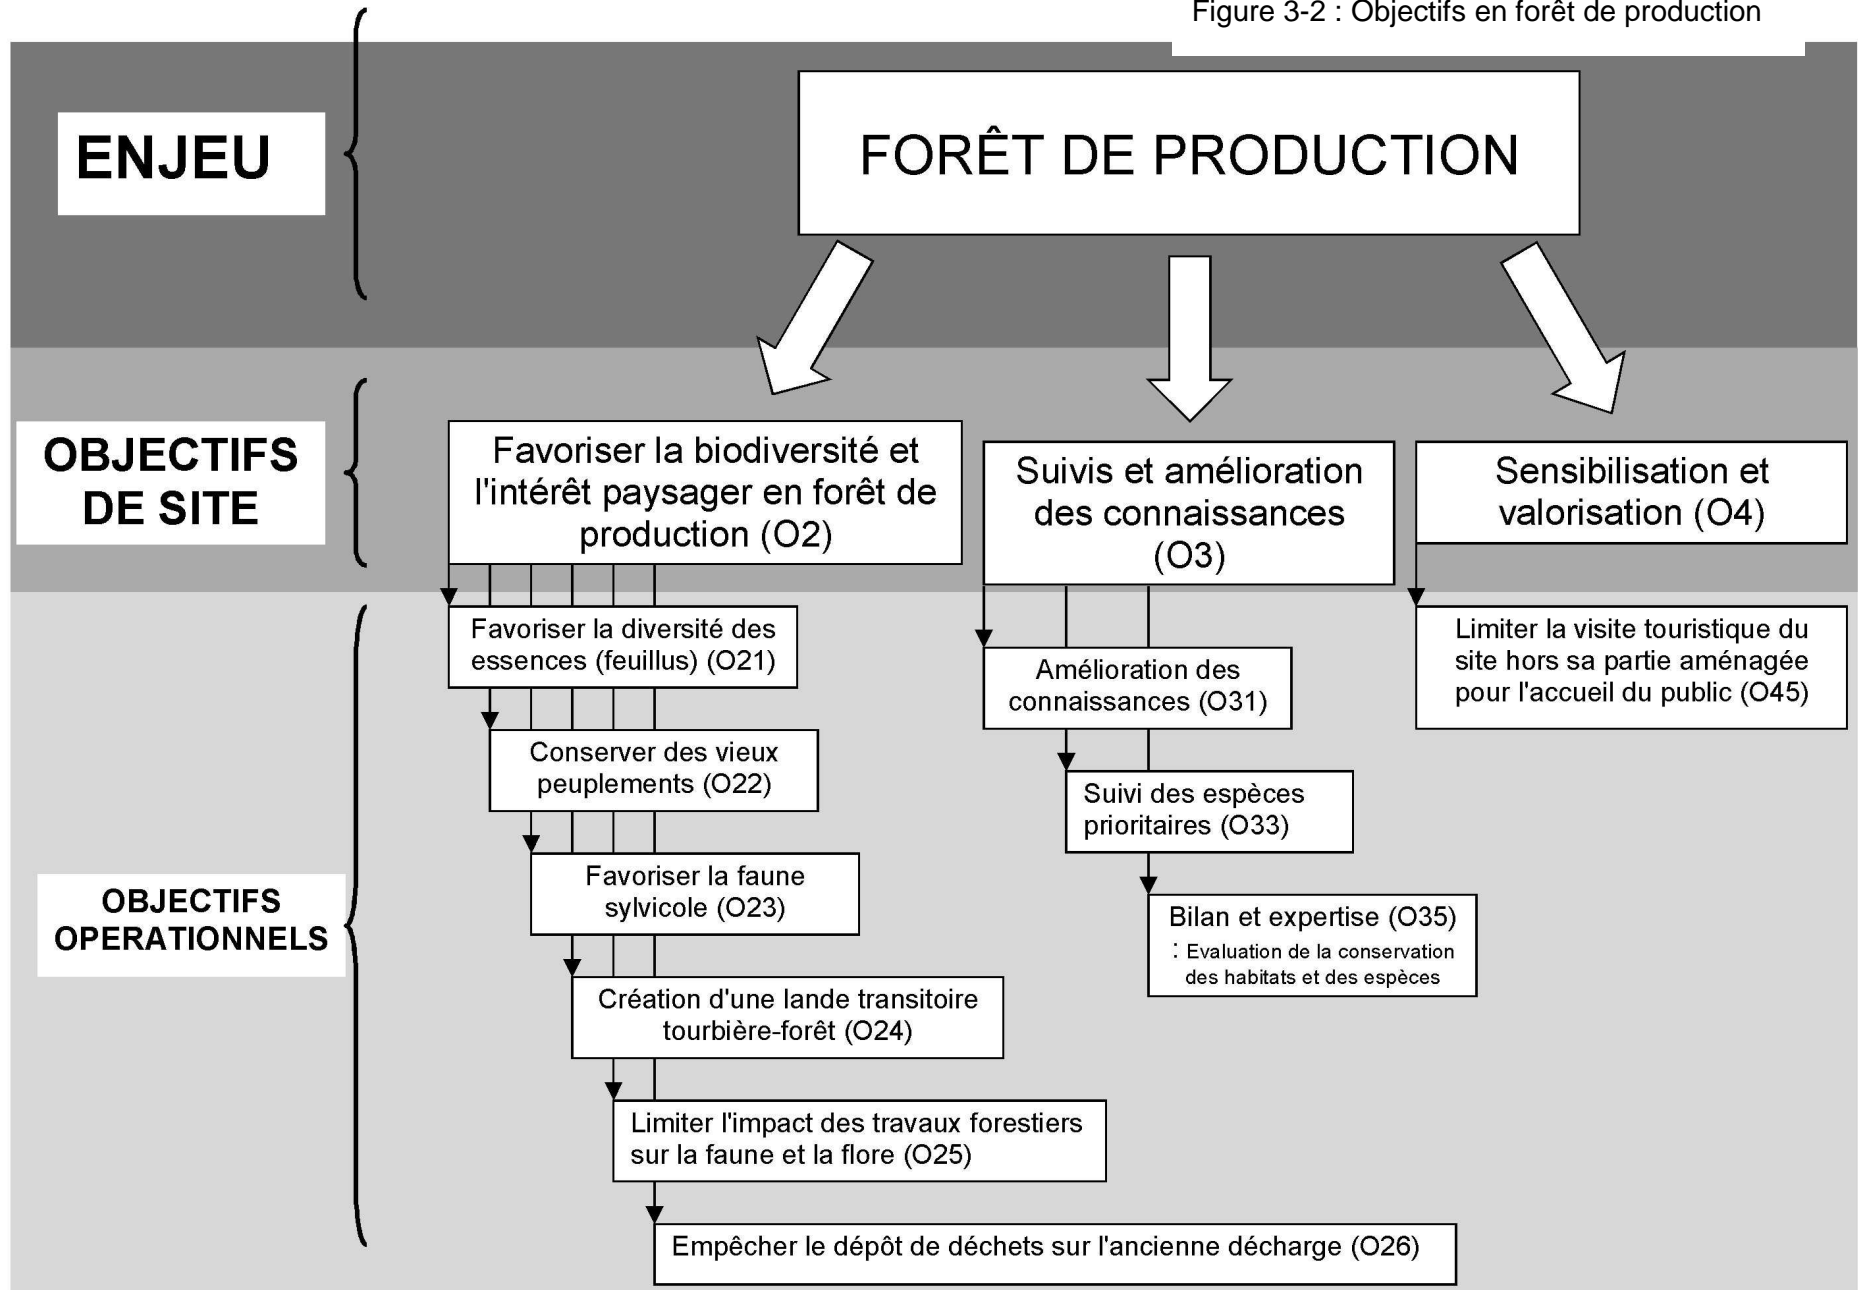 Figure 3-2 : Objectifs en forêt de production
ENJEU
FORÊT DE PRODUCTION
OBJECTIFS
DE SITE
Favoriser la biodiversité et
l'intérêt paysager en forêt de
production (O2)
Suivis et amélioration
des connaissances
(O3)
Sensibilisation et
valorisation (O4)
OBJECTIFS
OPERATIONNELS
Favoriser la diversité des
essences (feuillus) (O21)
Conserver des vieux
peuplements (O22)
Favoriser la faune
sylvicole (O23)
Création d'une lande transitoire
tourbière-forêt (O24)
Limiter l'impact des travaux forestiers
sur la faune et la flore (O25)
Empêcher le dépôt de déchets sur l'ancienne décharge (O26)
Amélioration des
connaissances (O31)
Suivi des espèces
prioritaires (O33)
Bilan et expertise (O35)
: Evaluation de la conservation
des habitats et des espèces
Limiter la visite touristique du
site hors sa partie aménagée
pour l'accueil du public (O45)